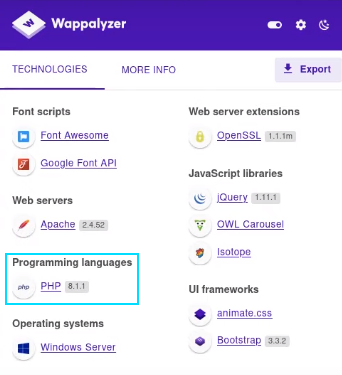 Wappalyzer
TECHNOLOGIES
MORE INFO
Export
Font scripts
Font Awesome
Google Font API
Web servers
Apache 2.4.52
Programming languages
php PHP 8.1.1
Operating systems
Windows Server
Web server extensions
OpenSSL 1.1.1m
JavaScript libraries
jQuery 1.11.1
OWL Carousel
Isotope
UI frameworks
animate.css
Bootstrap 3.3.2